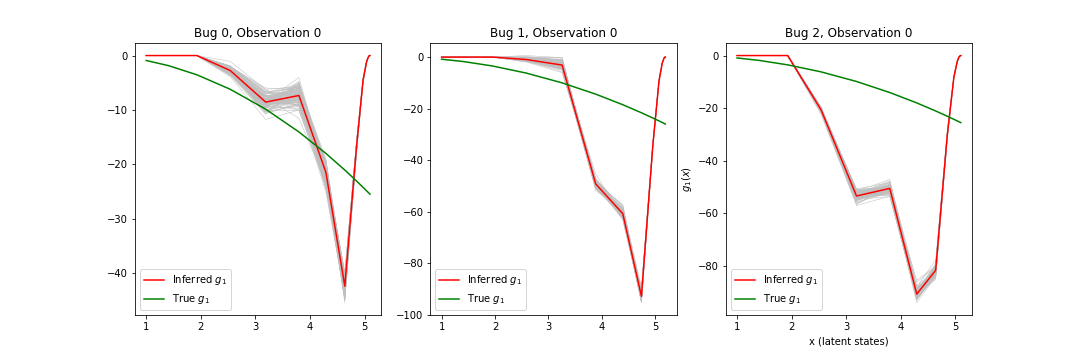 Bug 0, Observation 0
0
−10
−20
−30
−40
1 2 3 4 5
Inferred g₁
True g₁
Bug 1, Observation 0
0
−20
−40
−60
−80
−100
1 2 3 4 5
Inferred g₁
True g₁
Bug 2, Observation 0
g₁(x)
0
−20
−40
−60
−80
1 2 3 4 5
x (latent states)
Inferred g₁
True g₁